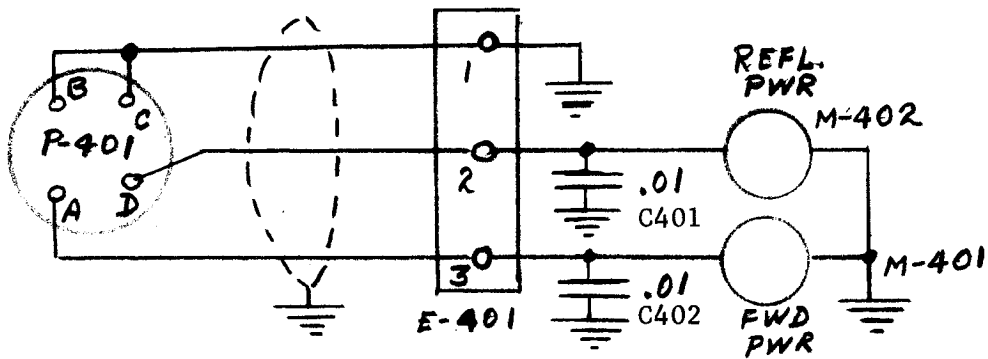 REFL.
PWR
M-402
B
C
P-401
1
A
D
2
.01
C401
3
M-401
.01
C402
E-401
FWD
PWR